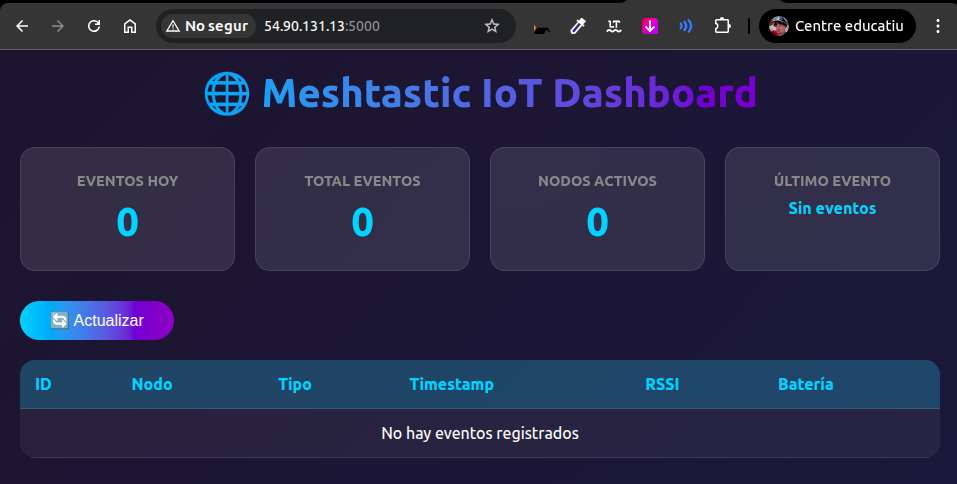 No segur 54.90.131.13:5000 Centre educatiu
Meshtastic IoT Dashboard
EVENTOS HOY TOTAL EVENTOS NODOS ACTIVOS ÚLTIMO EVENTO
0 0 0 Sin eventos
Actualizar
ID Nodo Tipo Timestamp RSSI Batería
No hay eventos registrados